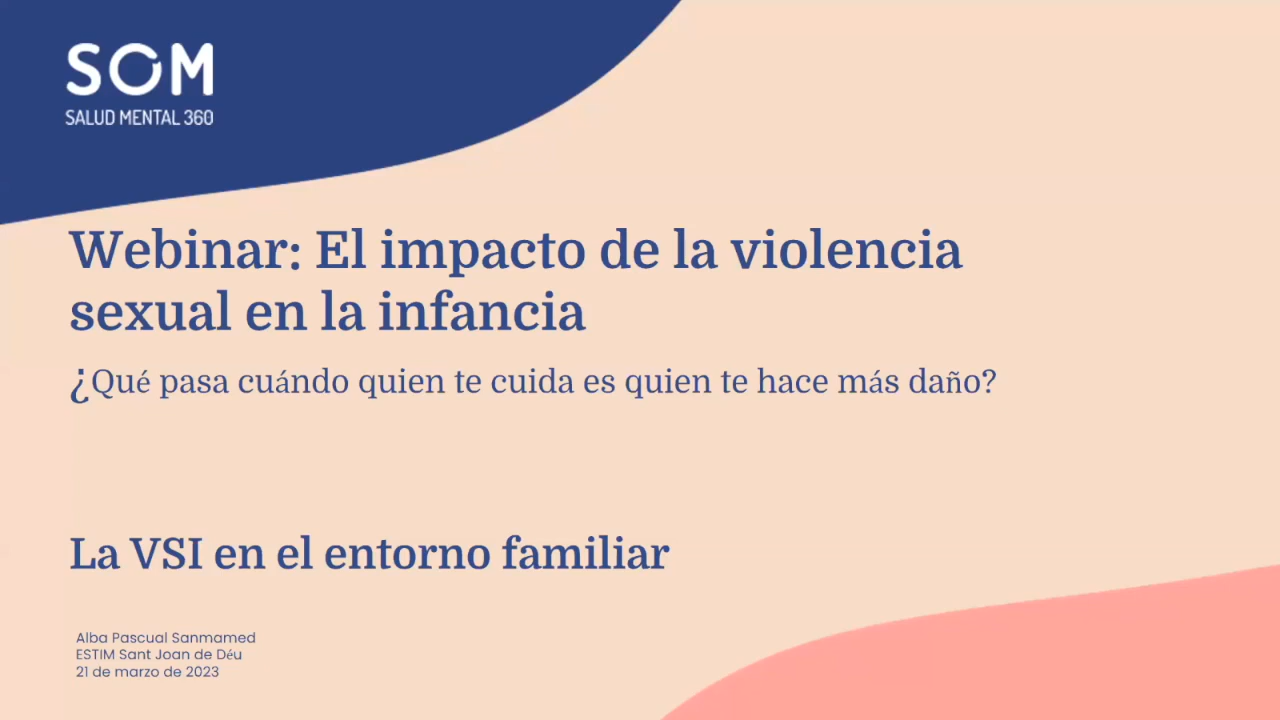 SOM
SALUD MENTAL 360
Webinar: El impacto de la violencia
sexual en la infancia
¿Qué pasa cuándo quien te cuida es quien te hace más daño?
La VSI en el entorno familiar
Alba Pascual Sanmamed
ESTIM Sant Joan de Déu
21 de marzo de 2023